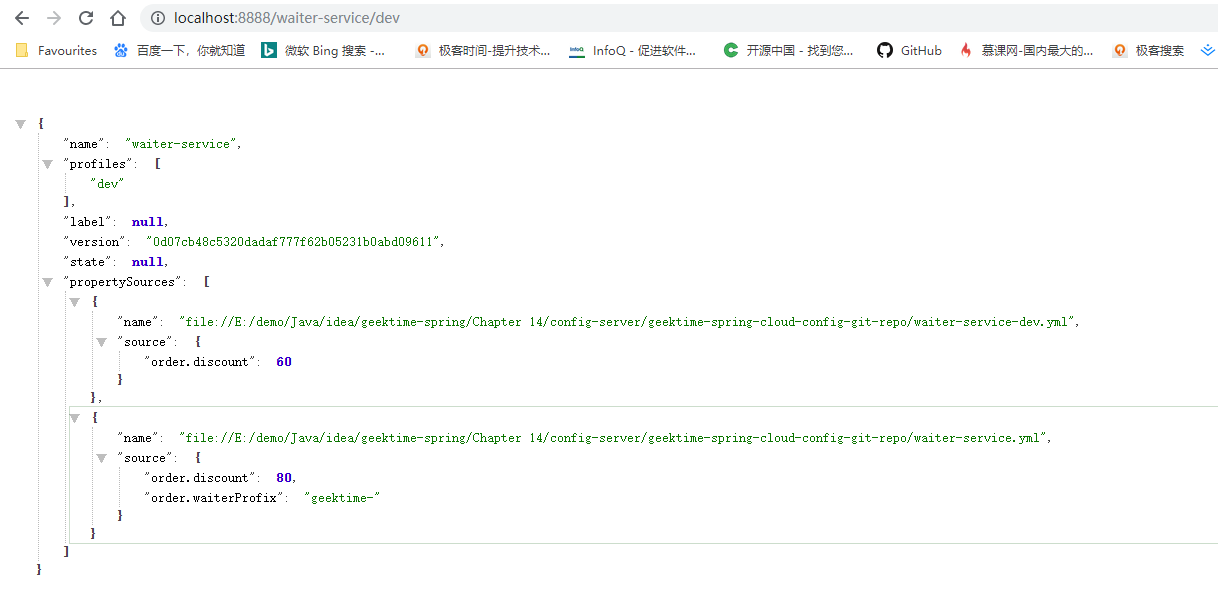 localhost:8888/waiter-service/dev
Favourites 百度一下，你就知道 微软 Bing 搜索 -... 极客时间-提升技术... InfoQ InfoQ - 促进软件... 开源中国 - 找到您... GitHub 慕课网-国内最大的... 极客搜索
{
"name": "waiter-service",
"profiles": [
"dev"
],
"label": null,
"version": "0d07cb48c5320dadaf777f62b05231b0abd09611",
"state": null,
"propertySources": [
{
"name": "file://E:/demo/Java/idea/geektime-spring/Chapter 14/config-server/geektime-spring-cloud-config-git-repo/waiter-service-dev.yml",
"source": {
"order.discount": 60
}
},
{
"name": "file://E:/demo/Java/idea/geektime-spring/Chapter 14/config-server/geektime-spring-cloud-config-git-repo/waiter-service.yml",
"source": {
"order.discount": 80,
"order.waiterProfix": "geektime-"
}
}
]
}